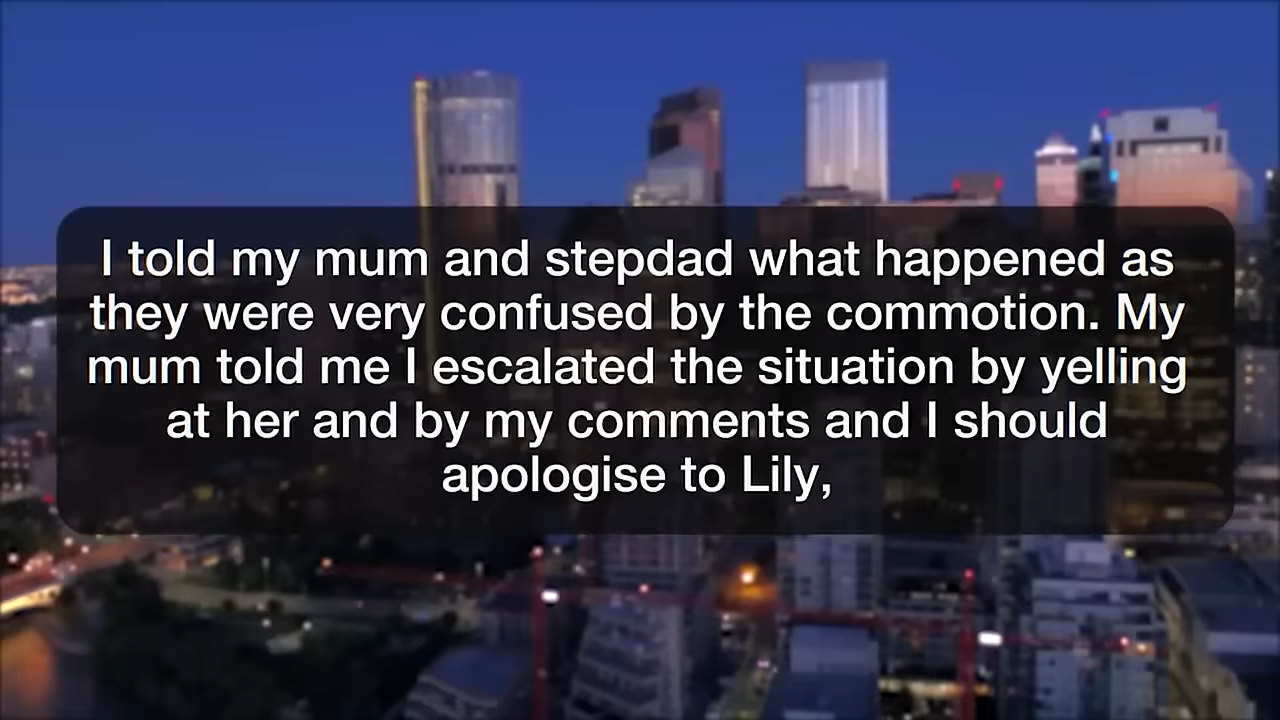 I told my mum and stepdad what happened as
they were very confused by the commotion. My
mum told me I escalated the situation by yelling
at her and by my comments and I should
apologise to Lily,